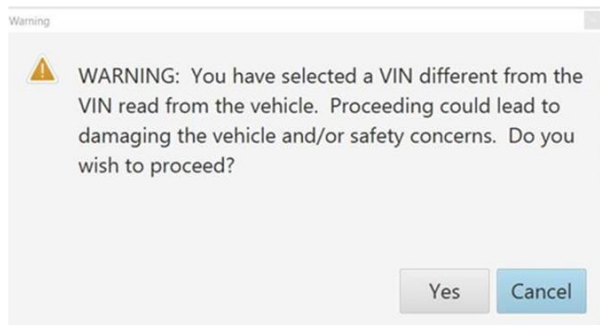 Warning
WARNING: You have selected a VIN different from the
VIN read from the vehicle. Proceeding could lead to
damaging the vehicle and/or safety concerns. Do you
wish to proceed?
Yes Cancel